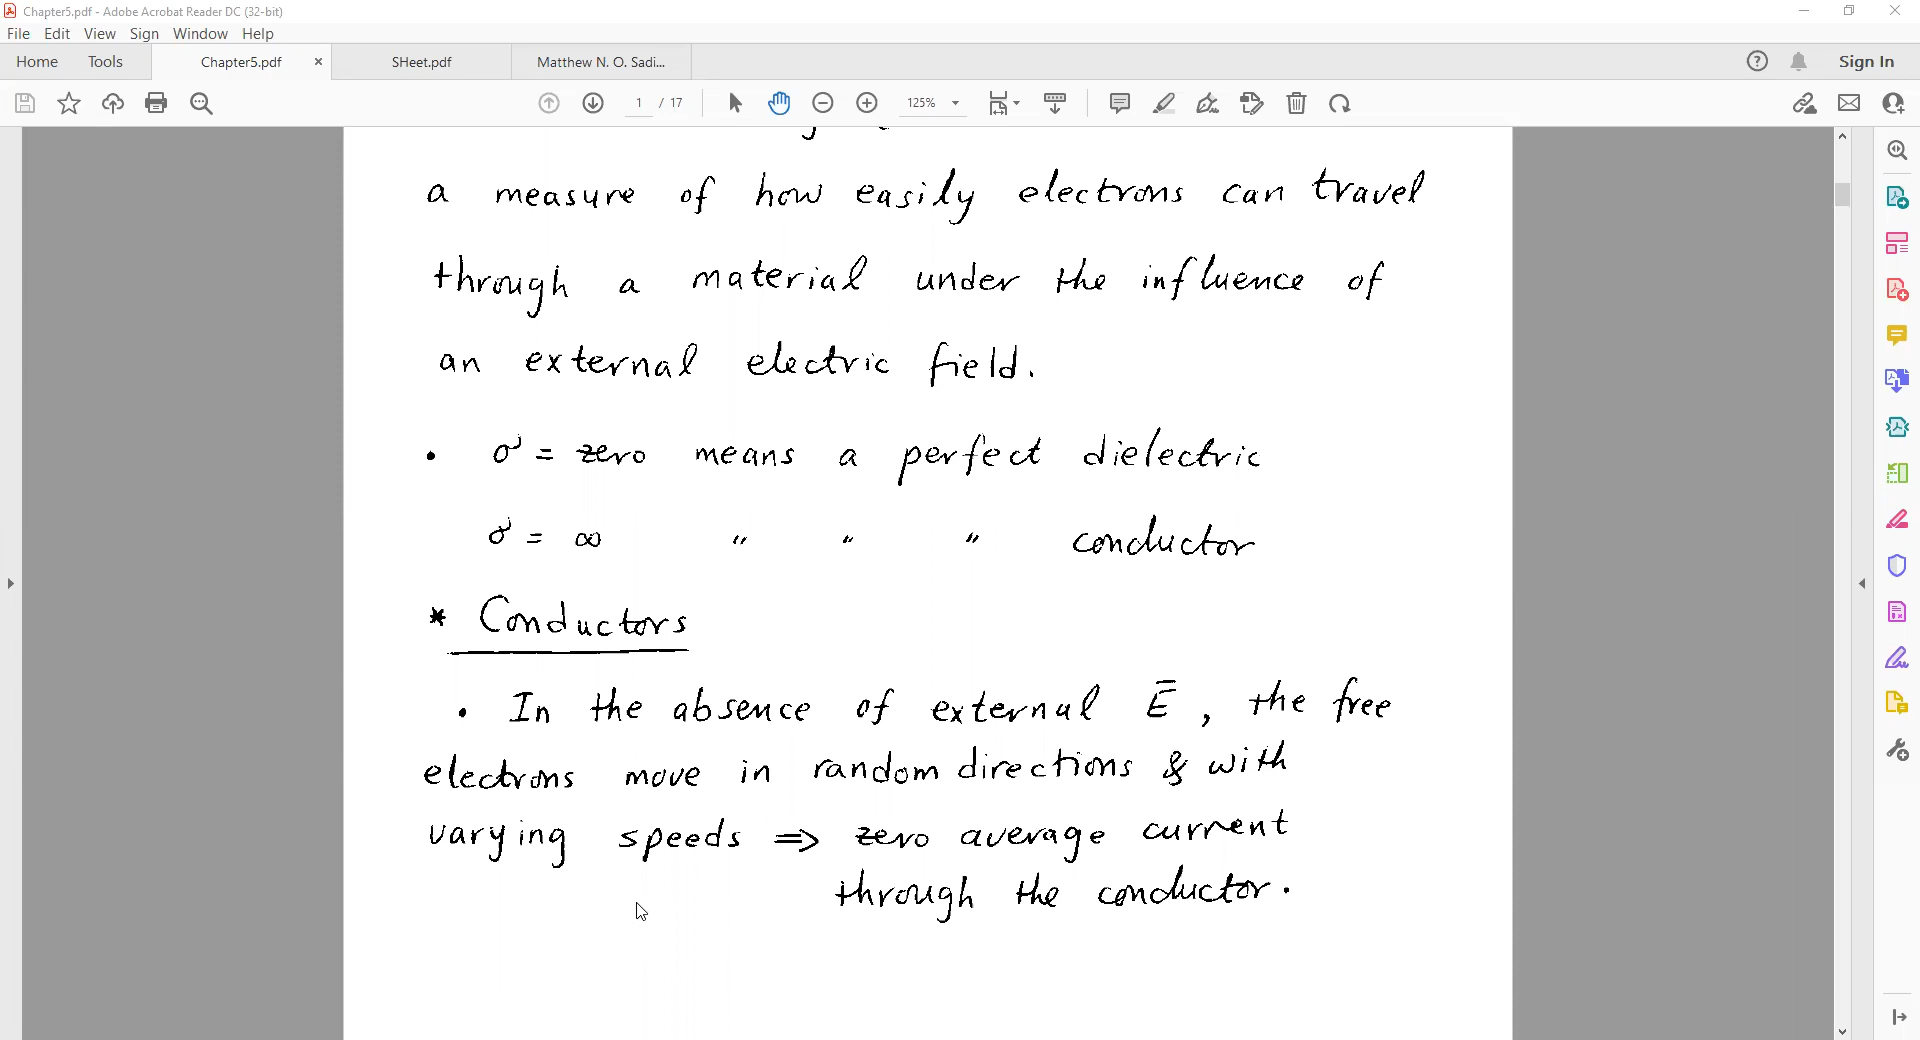 Chapter5.pdf - Adobe Acrobat Reader DC (32-bit)
File Edit View Sign Window Help
Home Tools Chapter5.pdf × SHeet.pdf Matthew N. O. Sadi... Sign In
1 / 17 125%
a measure of how easily electrons can travel
through a material under the influence of
an external electric field.
• σ = zero means a perfect dielectric
σ = ∞ " " " conductor
* Conductors
• In the absence of external E̅, the free
electrons move in random directions & with
varying speeds ⇒ zero average current
through the conductor.